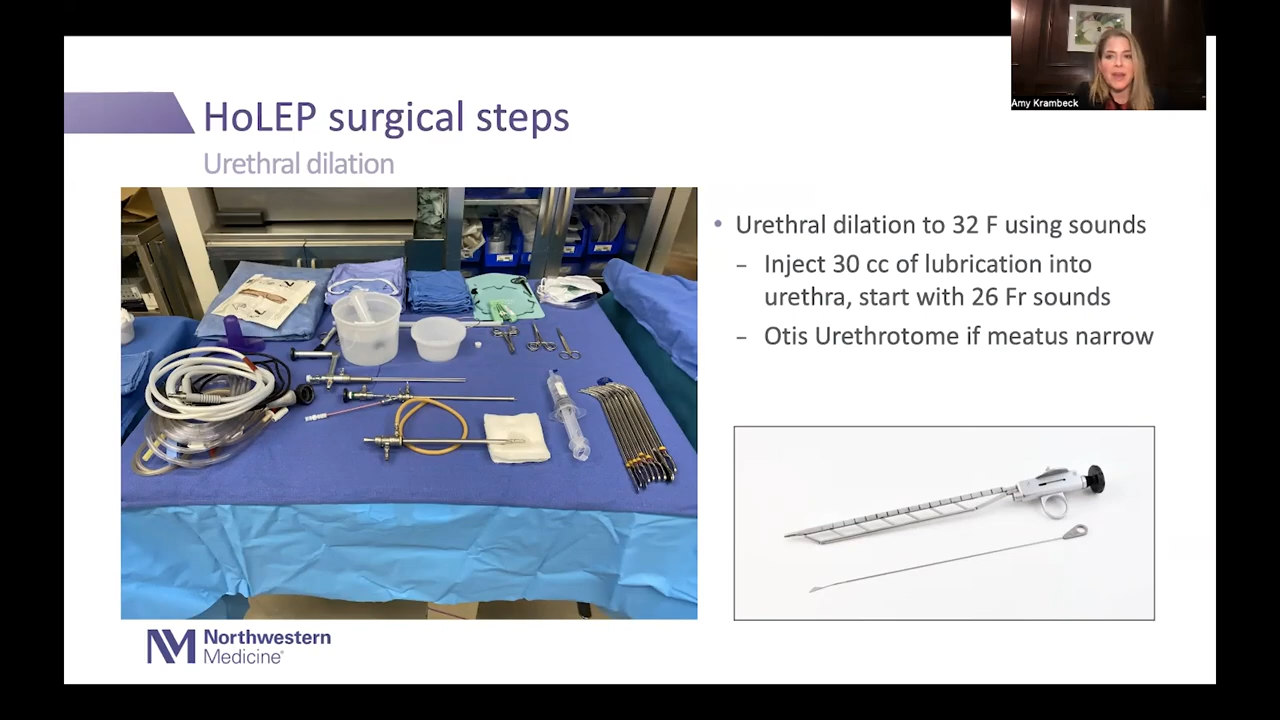 Amy Krambeck
HoLEP surgical steps
Urethral dilation
• Urethral dilation to 32 F using sounds
– Inject 30 cc of lubrication into
urethra, start with 26 Fr sounds
– Otis Urethrotome if meatus narrow
NM Northwestern
Medicine®